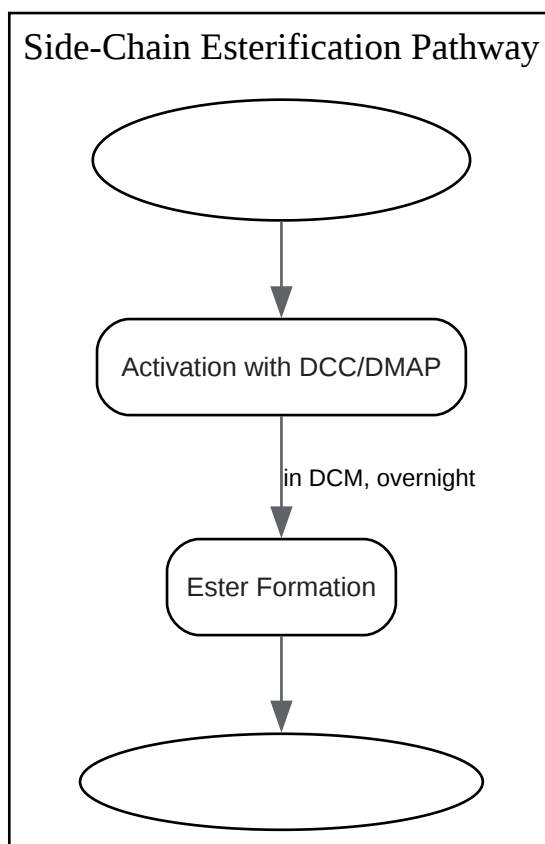 Side-Chain Esterification Pathway
Activation with DCC/DMAP
in DCM, overnight
Ester Formation